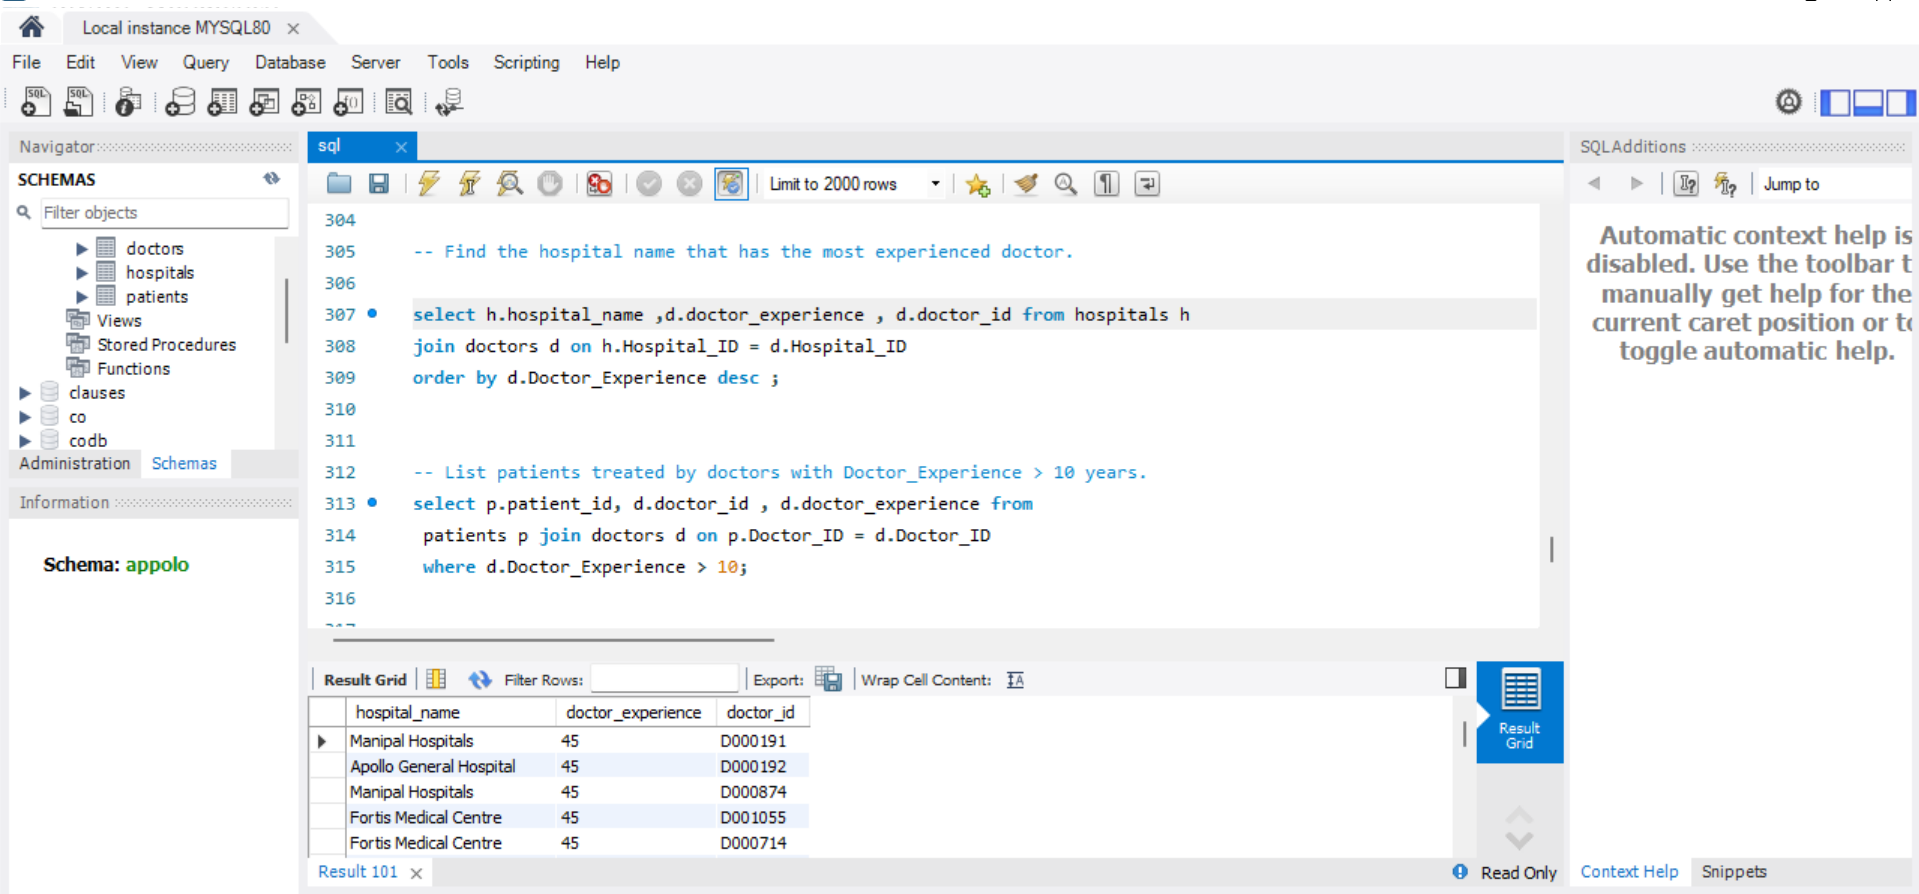 Local instance MYSQL80
File Edit View Query Database Server Tools Scripting Help
Navigator
SCHEMAS
Filter objects
doctors
hospitals
patients
Views
Stored Procedures
Functions
clauses
co
codb
Administration Schemas
Information
Schema: appolo
sql
Limit to 2000 rows
304
305 -- Find the hospital name that has the most experienced doctor.
306
307 select h.hospital_name ,d.doctor_experience , d.doctor_id from hospitals h
308 join doctors d on h.Hospital_ID = d.Hospital_ID
309 order by d.Doctor_Experience desc ;
310
311
312 -- List patients treated by doctors with Doctor_Experience > 10 years.
313 select p.patient_id, d.doctor_id , d.doctor_experience from
314 patients p join doctors d on p.Doctor_ID = d.Doctor_ID
315 where d.Doctor_Experience > 10;
316
Result Grid Filter Rows: Export: Wrap Cell Content:
hospital_name doctor_experience doctor_id
Manipal Hospitals 45 D000191
Apollo General Hospital 45 D000192
Manipal Hospitals 45 D000874
Fortis Medical Centre 45 D001055
Fortis Medical Centre 45 D000714
Result
Grid
Result 101
Read Only
SQLAdditions
Jump to
Automatic context help is
disabled. Use the toolbar t
manually get help for the
current caret position or to
toggle automatic help.
Context Help Snippets